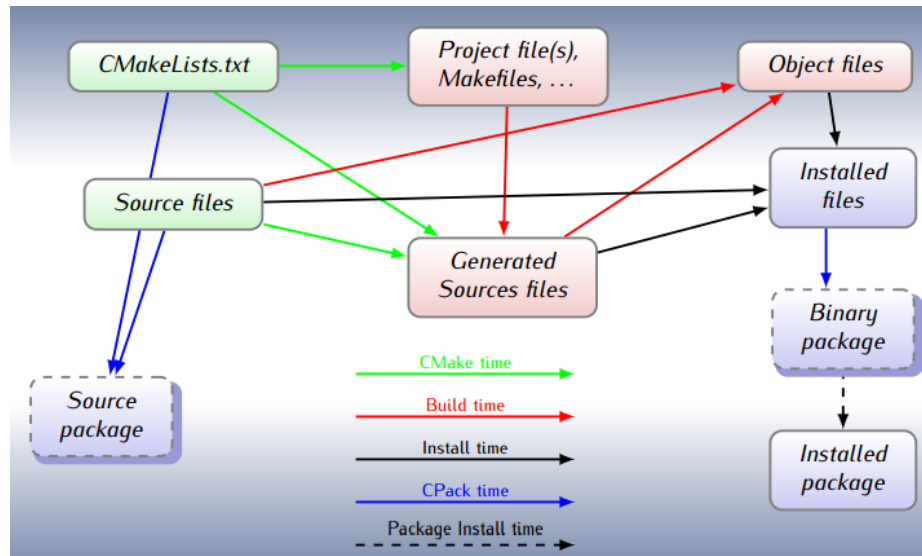 CMakeLists.txt
Project file(s),
Makefiles, ...
Object files
Source files
Installed
files
Generated
Sources files
Binary
package
CMake time
Source
package
Build time
Install time
Installed
package
CPack time
Package Install time